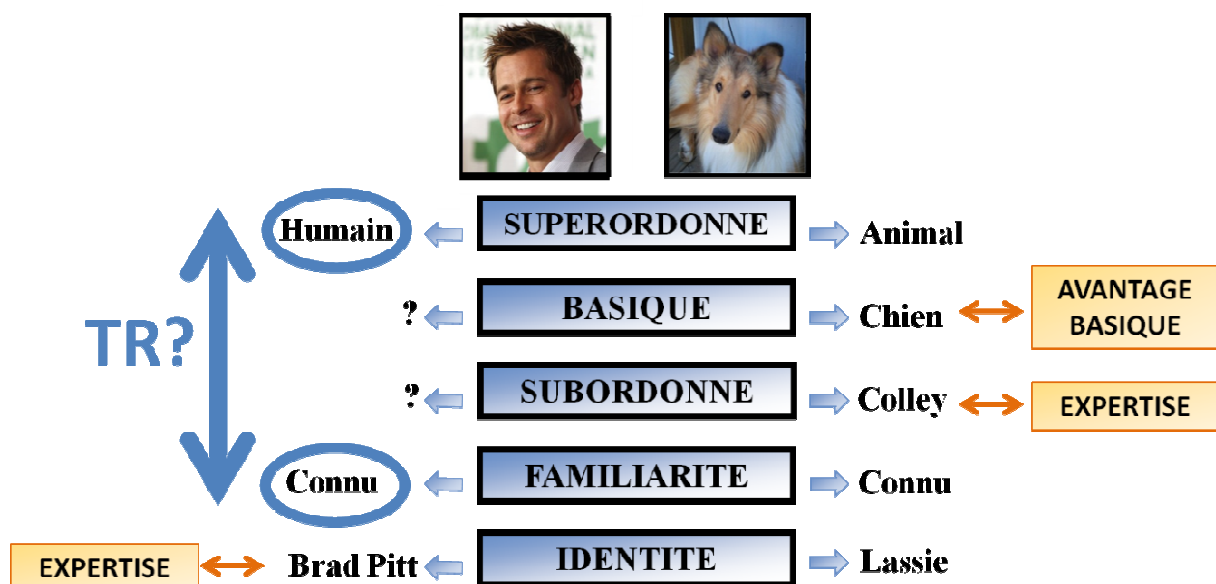 Humain SUPERORDONNE Animal
? BASIQUE Chien AVANTAGE BASIQUE
TR?
? SUBORDONNE Colley EXPERTISE
Connu FAMILIARITE Connu
EXPERTISE Brad Pitt IDENTITE Lassie